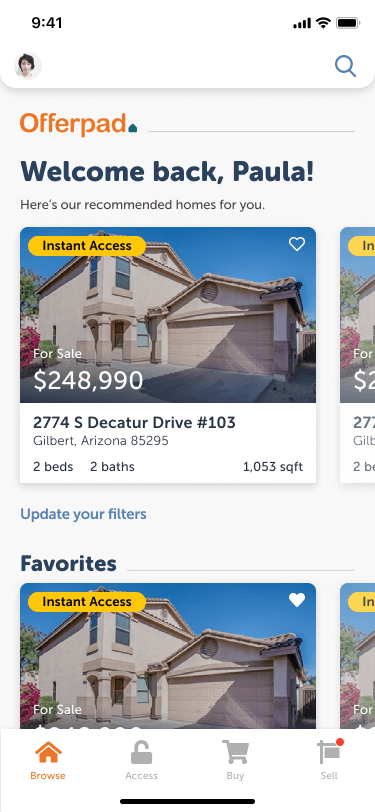 9:41
Offerpad.
Welcome back, Paula!
Here's our recommended homes for you.
Instant Access
In
For Sale
For
$248,990
$2
2774 S Decatur Drive #103
277
Gilbert, Arizona 85295
Gilb
2 beds 2 baths 1,053 sqft
2 be
Update your filters
Favorites
Instant Access
In
For Sale
For
Browse
Access
Buy
Sell